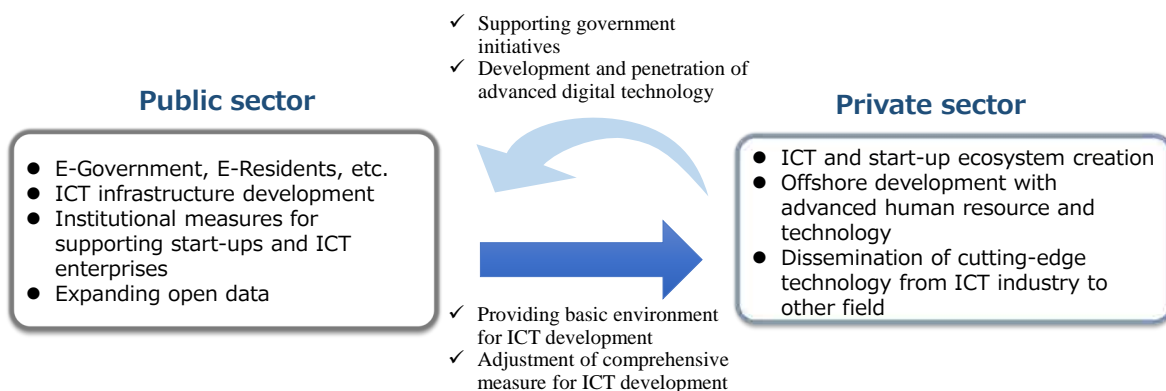 ✓ Supporting government
initiatives
✓ Development and penetration of
advanced digital technology
Public sector
● E-Government, E-Residents, etc.
● ICT infrastructure development
● Institutional measures for
supporting start-ups and ICT
enterprises
● Expanding open data
Private sector
● ICT and start-up ecosystem creation
● Offshore development with
advanced human resource and
technology
● Dissemination of cutting-edge
technology from ICT industry to
other field
✓ Providing basic environment
for ICT development
✓ Adjustment of comprehensive
measure for ICT development